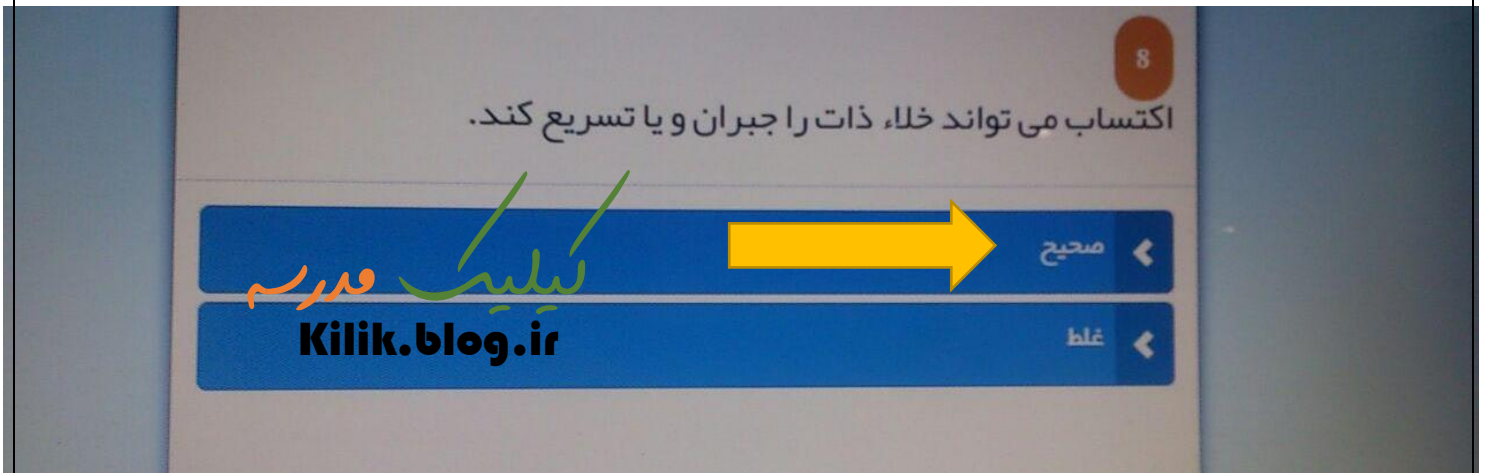 8
اکتساب می تواند خلاء ذات را جبران و یا تسریع کند.
صحیح
غلط
کیلیک مدرسه
Kilik.blog.ir